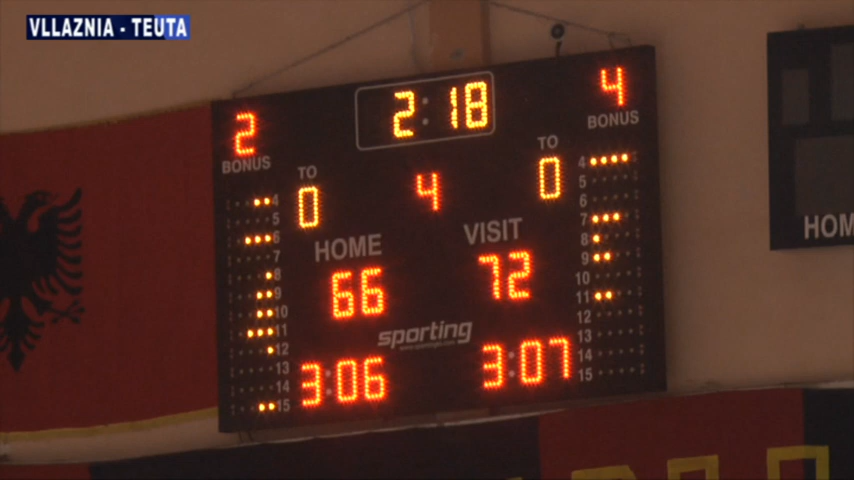 VLLAZNIA - TEUTA
2 2:18 4
BONUS BONUS
TO TO
0 4 0
HOME VISIT
66 72
sporting
3:06 3:07
4 4
5 5
6 6
7 7
8 8
9 9
10 10
11 11
12 12
13 13
14 14
15 15
HOM